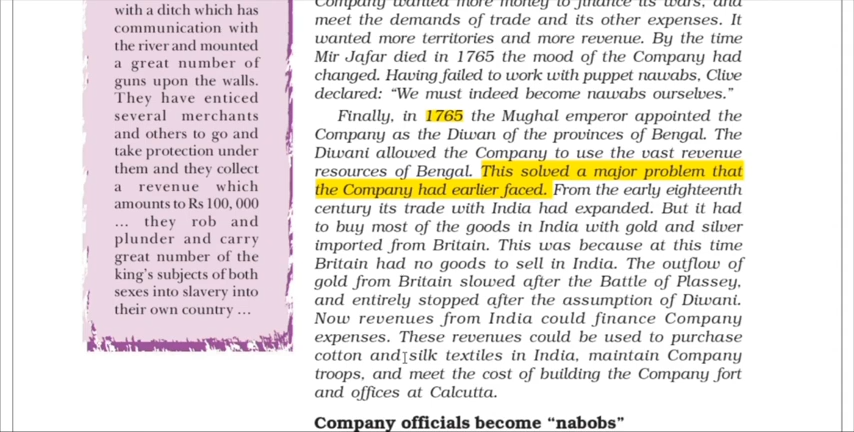 with a ditch which has
communication with
the river and mounted
a great number of
guns upon the walls.
They have enticed
several merchants
and others to go and
take protection under
them and they collect
a revenue which
amounts to Rs 100, 000
... they rob and
plunder and carry
great number of the
king's subjects of both
sexes into slavery into
their own country ...
Company wanted more money to finance its wars, and
meet the demands of trade and its other expenses. It
wanted more territories and more revenue. By the time
Mir Jafar died in 1765 the mood of the Company had
changed. Having failed to work with puppet nawabs, Clive
declared: “We must indeed become nawabs ourselves.”
Finally, in 1765 the Mughal emperor appointed the
Company as the Diwan of the provinces of Bengal. The
Diwani allowed the Company to use the vast revenue
resources of Bengal. This solved a major problem that
the Company had earlier faced. From the early eighteenth
century its trade with India had expanded. But it had
to buy most of the goods in India with gold and silver
imported from Britain. This was because at this time
Britain had no goods to sell in India. The outflow of
gold from Britain slowed after the Battle of Plassey,
and entirely stopped after the assumption of Diwani.
Now revenues from India could finance Company
expenses. These revenues could be used to purchase
cotton and silk textiles in India, maintain Company
troops, and meet the cost of building the Company fort
and offices at Calcutta.
Company officials become “nabobs”